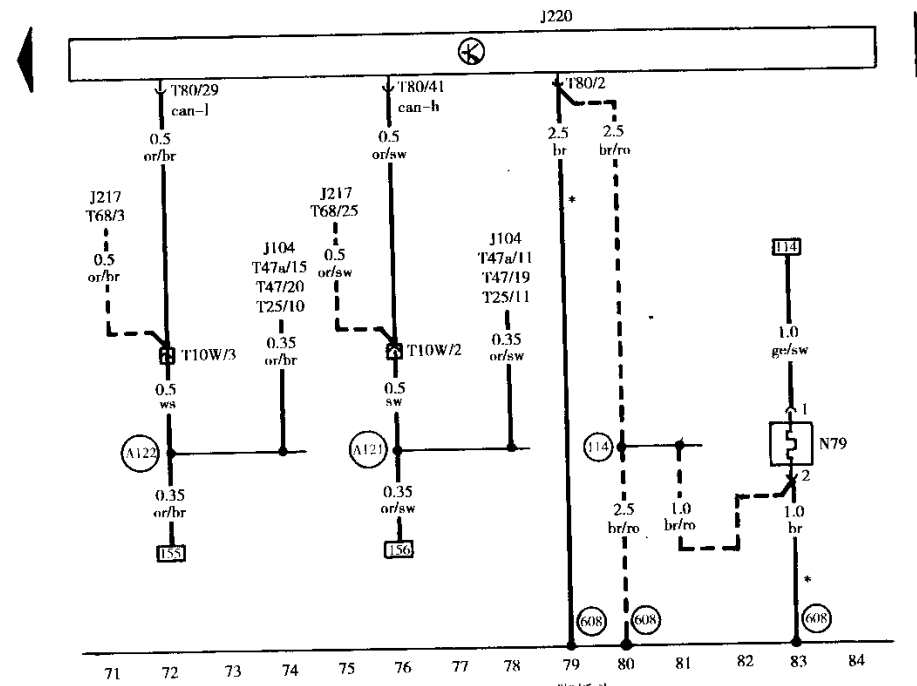 J220
K
T80/29
can-l
T80/41
can-h
T80/2
0.5
or/br
0.5
or/sw
2.5
br
2.5
br/ro
J217
T68/3
J217
T68/25
*
0.5
or/br
J104
T47a/15
T47/20
T25/10
0.5
or/sw
J104
T47a/11
T47/19
T25/11
114
0.35
or/br
0.35
or/sw
1.0
ge/sw
T10W/3
T10W/2
0.5
ws
0.5
sw
1
N79
2
A122
A121
114
0.35
or/br
0.35
or/sw
2.5
br/ro
1.0
br/ro
1.0
br
155
156
*
608
608
608
71 72 73 74 75 76 77 78 79 80 81 82 83 84